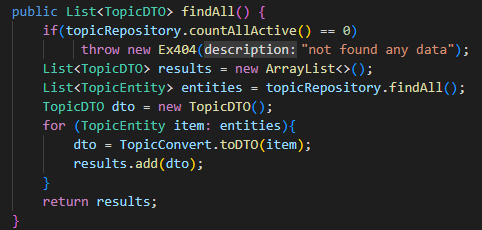 public List<TopicDTO> findAll() {
if(topicRepository.countAllActive() == 0)
throw new Ex404(description:"not found any data");
List<TopicDTO> results = new ArrayList<>();
List<TopicEntity> entities = topicRepository.findAll();
TopicDTO dto = new TopicDTO();
for (TopicEntity item: entities){
dto = TopicConvert.toDTO(item);
results.add(dto);
}
return results;
}